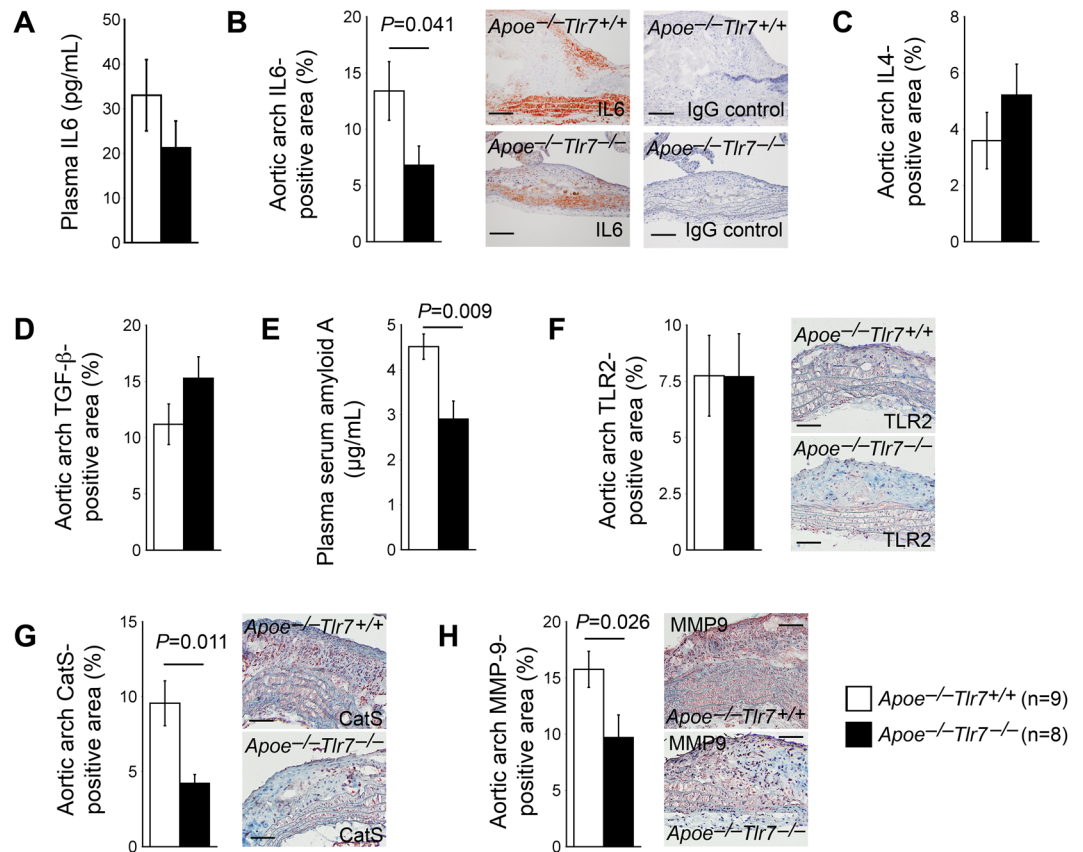 A
Plasma IL6 (pg/mL)
50
40
30
20
10
0
B
Aortic arch IL6-
positive area (%)
20
15
10
5
0
P=0.041
Apoe−/−Tlr7+/+
IL6
Apoe−/−Tlr7+/+
IgG control
Apoe−/−Tlr7−/−
IL6
Apoe−/−Tlr7−/−
IgG control
C
Aortic arch IL4-
positive area (%)
8
6
4
2
0
D
Aortic arch TGF-β-
positive area (%)
20
15
10
5
0
E
Plasma serum amyloid A
(μg/mL)
5
4
3
2
1
0
P=0.009
F
Aortic arch TLR2-
positive area (%)
10
7.5
5
2.5
0
Apoe−/−Tlr7+/+
TLR2
Apoe−/−Tlr7−/−
TLR2
G
Aortic arch CatS-
positive area (%)
15
10
5
0
P=0.011
Apoe−/−Tlr7+/+
CatS
Apoe−/−Tlr7−/−
CatS
H
Aortic arch MMP-9-
positive area (%)
20
15
10
15
0
P=0.026
MMP9
Apoe−/−Tlr7+/+
MMP9
Apoe−/−Tlr7−/−
Apoe−/−Tlr7+/+ (n=9)
Apoe−/−Tlr7−/− (n=8)